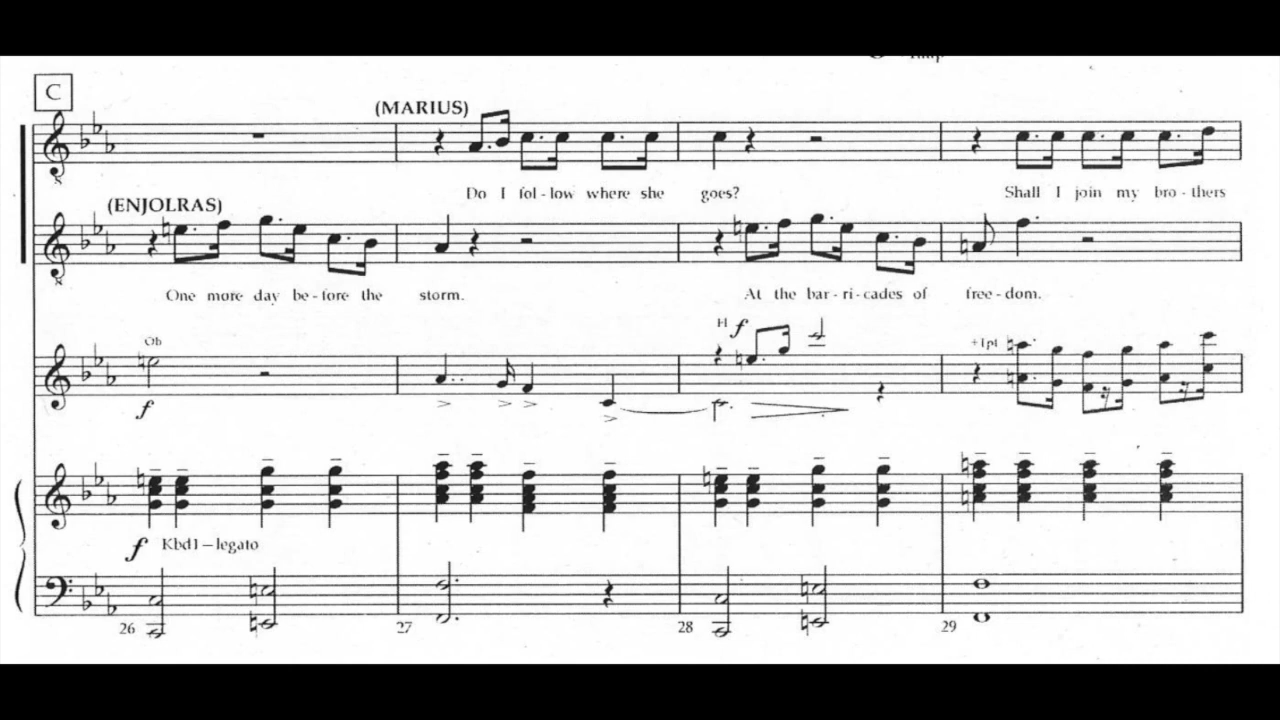 C
(MARIUS)
Do I fol-low where she goes? Shall I join my bro-thers
(ENJOLRAS)
One more day be-fore the storm. At the bar-ri-cades of free-dom.
Ob
f
H f
+1pt
f Kbd1–legato
26 27 28 29